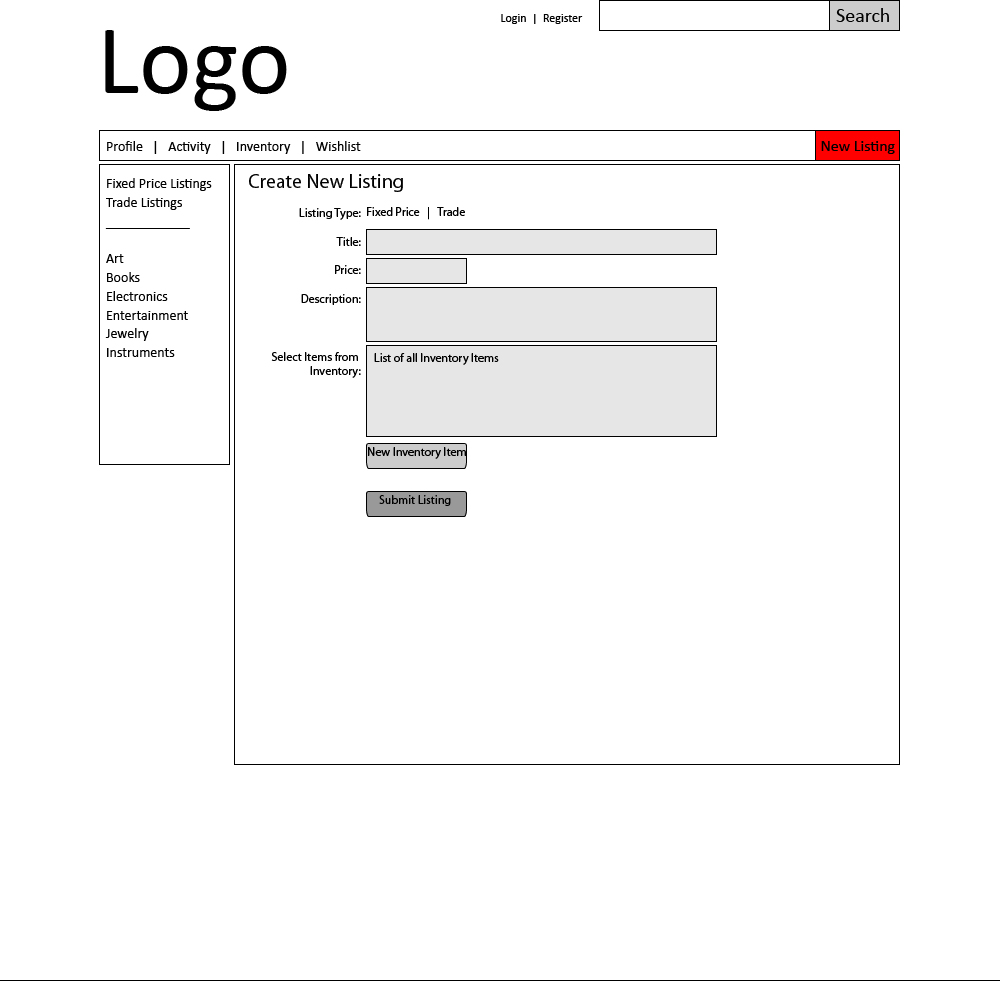 Login | Register
Search
Logo
Profile | Activity | Inventory | Wishlist
New Listing
Fixed Price Listings
Trade Listings
Art
Books
Electronics
Entertainment
Jewelry
Instruments
Create New Listing
Listing Type: Fixed Price | Trade
Title:
Price:
Description:
Select Items from
Inventory:
List of all Inventory Items
New Inventory Item
Submit Listing